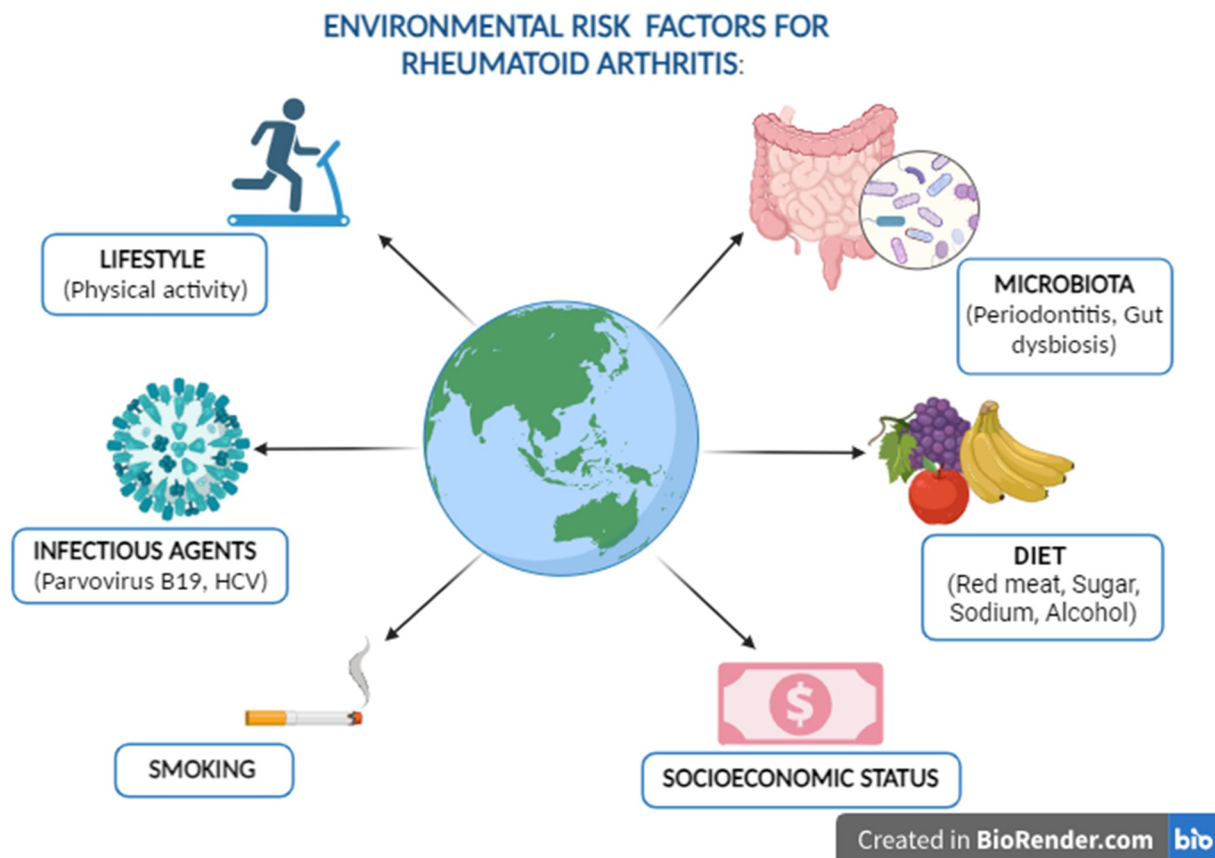 ENVIRONMENTAL RISK FACTORS FOR
RHEUMATOID ARTHRITIS:
LIFESTYLE
(Physical activity)
MICROBIOTA
(Periodontitis, Gut
dysbiosis)
INFECTIOUS AGENTS
(Parvovirus B19, HCV)
DIET
(Red meat, Sugar,
Sodium, Alcohol)
SMOKING
$
SOCIOECONOMIC STATUS
Created in BioRender.com bio